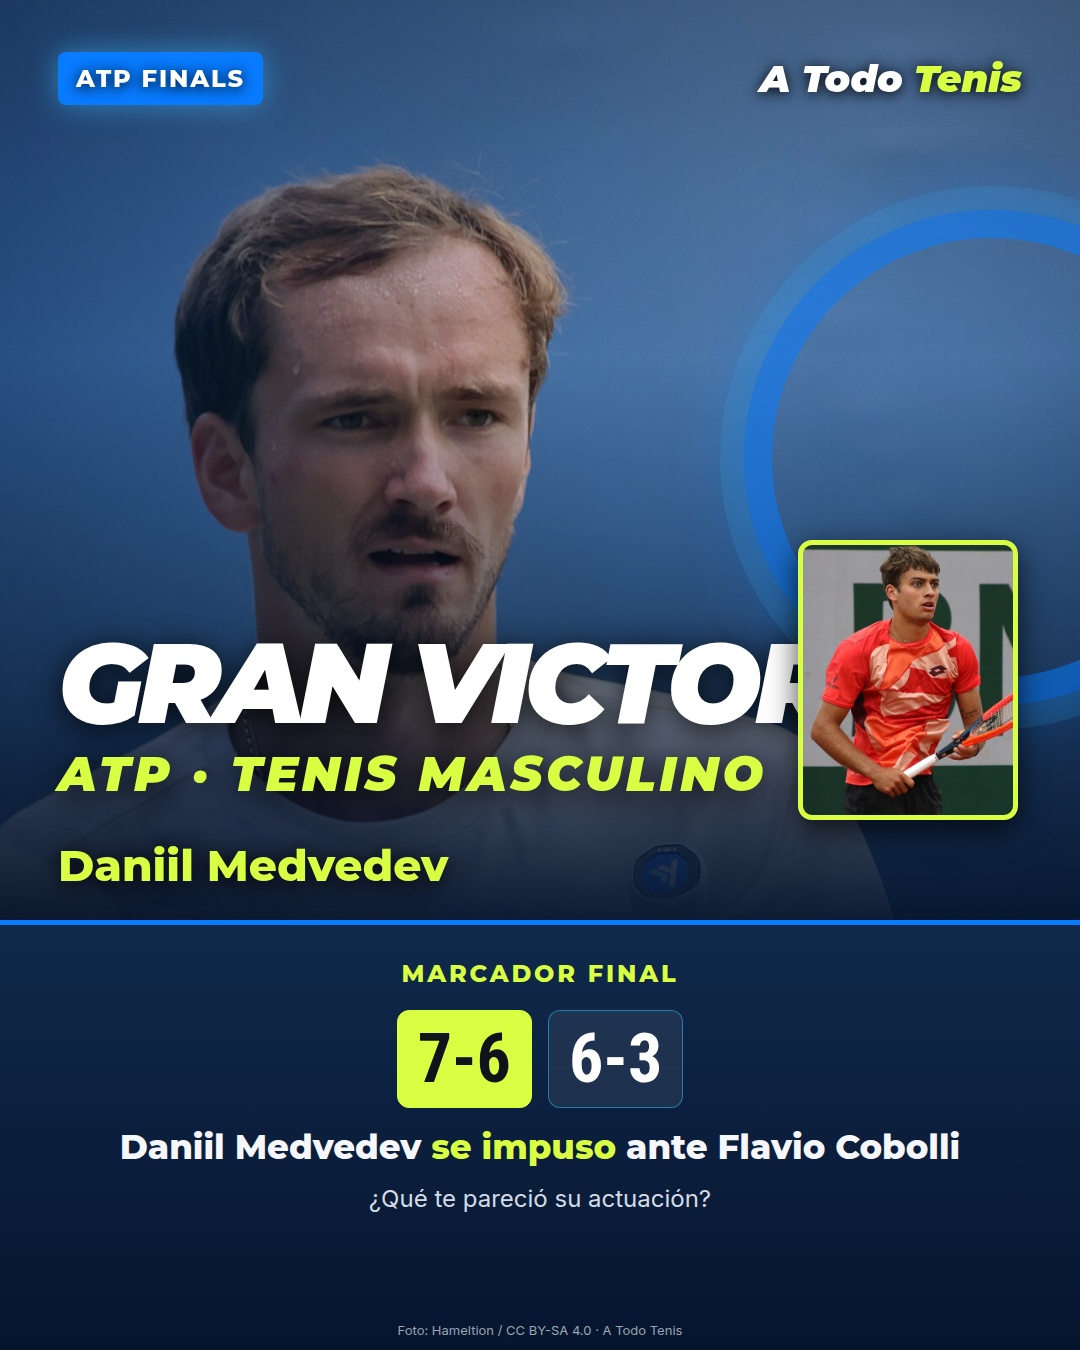 ATP FINALS
A Todo Tenis
GRAN VICTOR
ATP · TENIS MASCULINO
Daniil Medvedev
MARCADOR FINAL
7-6 6-3
Daniil Medvedev se impuso ante Flavio Cobolli
¿Qué te pareció su actuación?
Foto: Hameltion / CC BY-SA 4.0 · A Todo Tenis